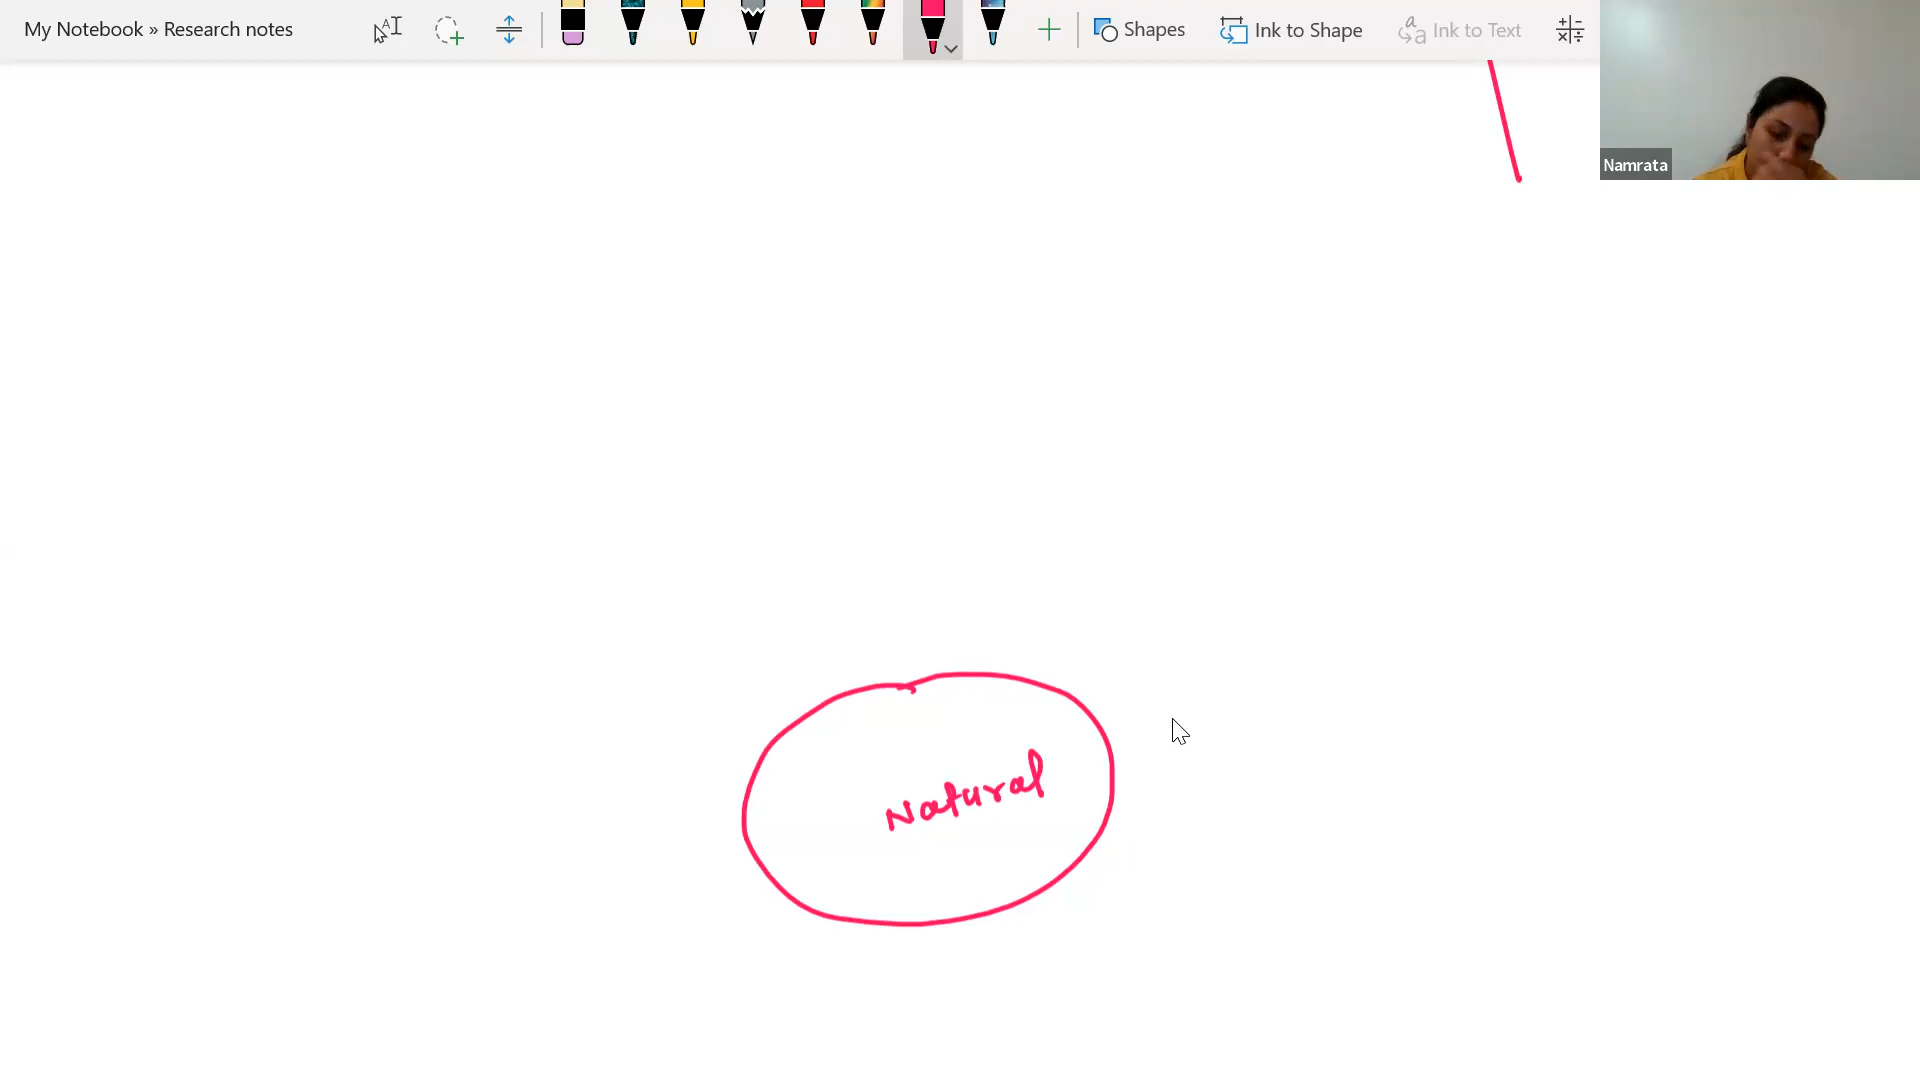 My Notebook » Research notes
Shapes
Ink to Shape
Ink to Text
Namrata
Natural